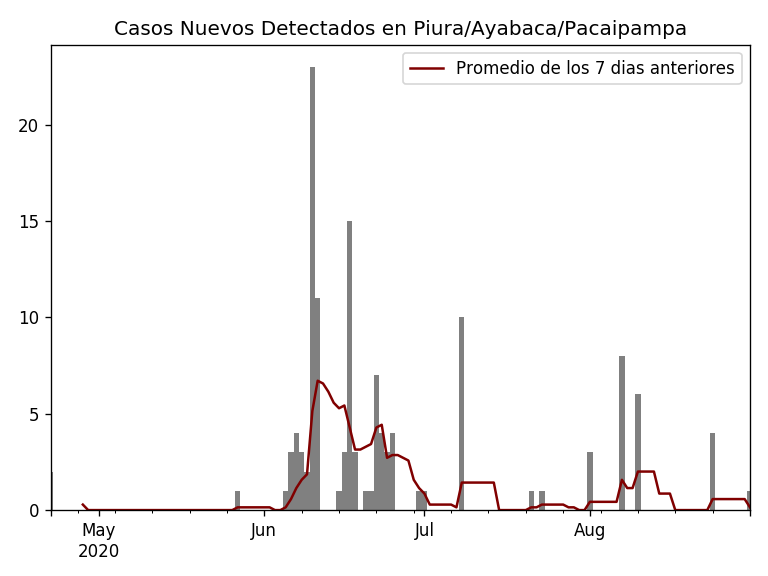 Casos Nuevos Detectados en Piura/Ayabaca/Pacaipampa
Promedio de los 7 dias anteriores
20
15
10
5
0
May Jun Jul Aug
2020